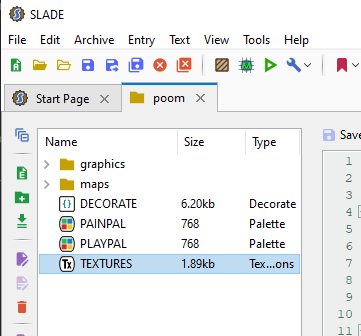 SLADE
File Edit Archive Entry Text View Tools Help
Start Page poom
Name Size Type
Save
graphics
maps
DECORATE 6.20kb Decorate
PAINPAL 768 Palette
PLAYPAL 768 Palette
TEXTURES 1.89kb Tex...ons
1
2
3
4
5
6
7
8
9
10
11